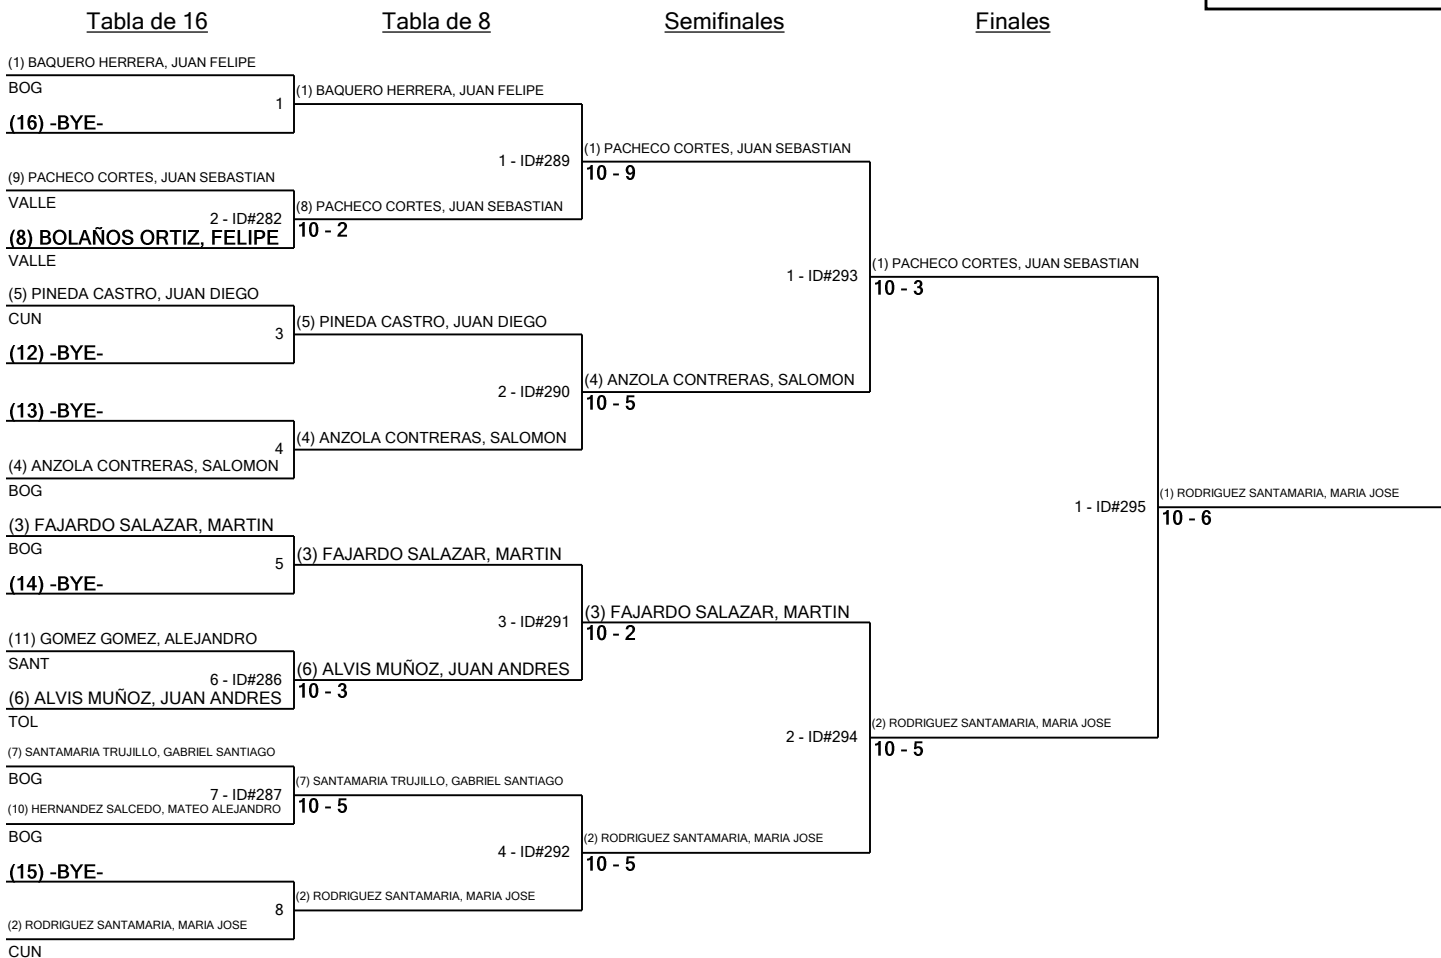 Tabla de 16
Tabla de 8
Semifinales
Finales
(1) BAQUERO HERRERA, JUAN FELIPE
BOG
1
(16) -BYE-
(9) PACHECO CORTES, JUAN SEBASTIAN
VALLE
2 - ID#282
(8) BOLAÑOS ORTIZ, FELIPE
VALLE
(5) PINEDA CASTRO, JUAN DIEGO
CUN
3
(12) -BYE-
(13) -BYE-
4
(4) ANZOLA CONTRERAS, SALOMON
BOG
(3) FAJARDO SALAZAR, MARTIN
BOG
5
(14) -BYE-
(11) GOMEZ GOMEZ, ALEJANDRO
SANT
6 - ID#286
(6) ALVIS MUÑOZ, JUAN ANDRES
TOL
(7) SANTAMARIA TRUJILLO, GABRIEL SANTIAGO
BOG
7 - ID#287
(10) HERNANDEZ SALCEDO, MATEO ALEJANDRO
BOG
(15) -BYE-
8
(2) RODRIGUEZ SANTAMARIA, MARIA JOSE
CUN
(1) BAQUERO HERRERA, JUAN FELIPE
1 - ID#289
(8) PACHECO CORTES, JUAN SEBASTIAN
10 - 2
(5) PINEDA CASTRO, JUAN DIEGO
2 - ID#290
(4) ANZOLA CONTRERAS, SALOMON
(3) FAJARDO SALAZAR, MARTIN
3 - ID#291
(6) ALVIS MUÑOZ, JUAN ANDRES
10 - 3
(7) SANTAMARIA TRUJILLO, GABRIEL SANTIAGO
10 - 5
4 - ID#292
(2) RODRIGUEZ SANTAMARIA, MARIA JOSE
(1) PACHECO CORTES, JUAN SEBASTIAN
10 - 9
1 - ID#293
(4) ANZOLA CONTRERAS, SALOMON
10 - 5
(3) FAJARDO SALAZAR, MARTIN
10 - 2
2 - ID#294
(2) RODRIGUEZ SANTAMARIA, MARIA JOSE
10 - 5
(1) PACHECO CORTES, JUAN SEBASTIAN
10 - 3
1 - ID#295
(2) RODRIGUEZ SANTAMARIA, MARIA JOSE
10 - 5
(1) RODRIGUEZ SANTAMARIA, MARIA JOSE
10 - 6